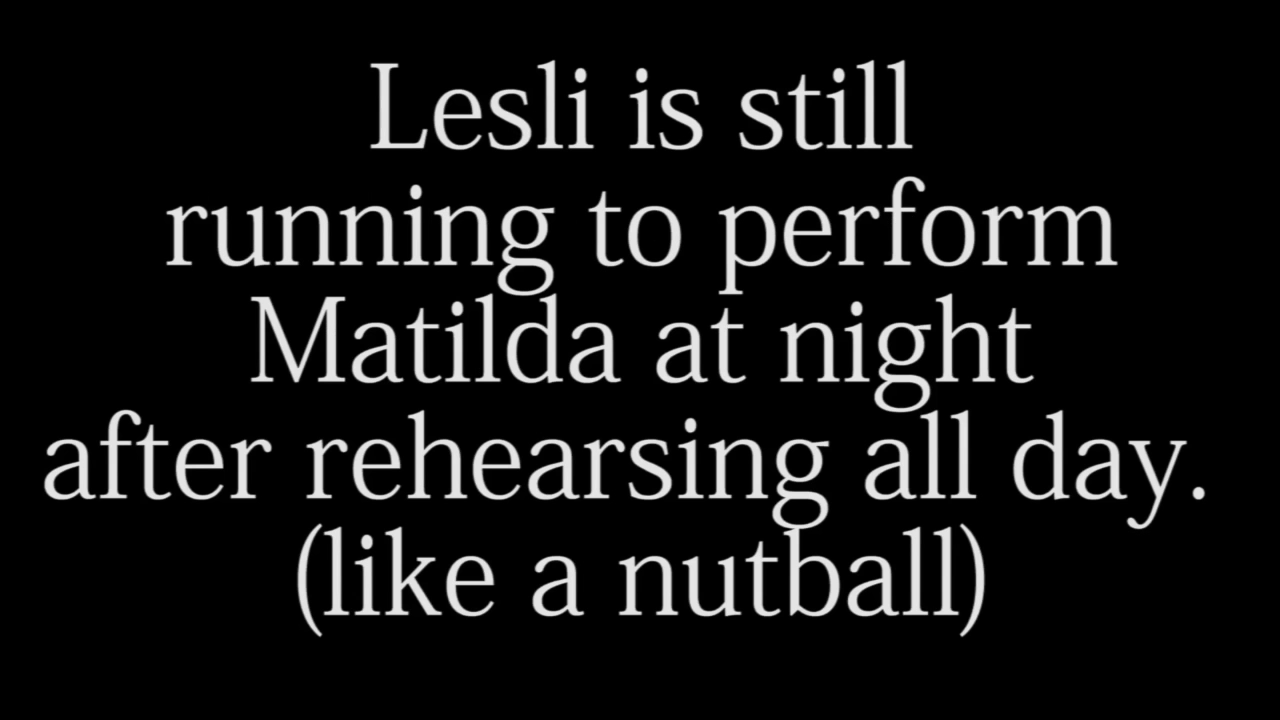 Lesli is still
running to perform
Matilda at night
after rehearsing all day.
(like a nutball)